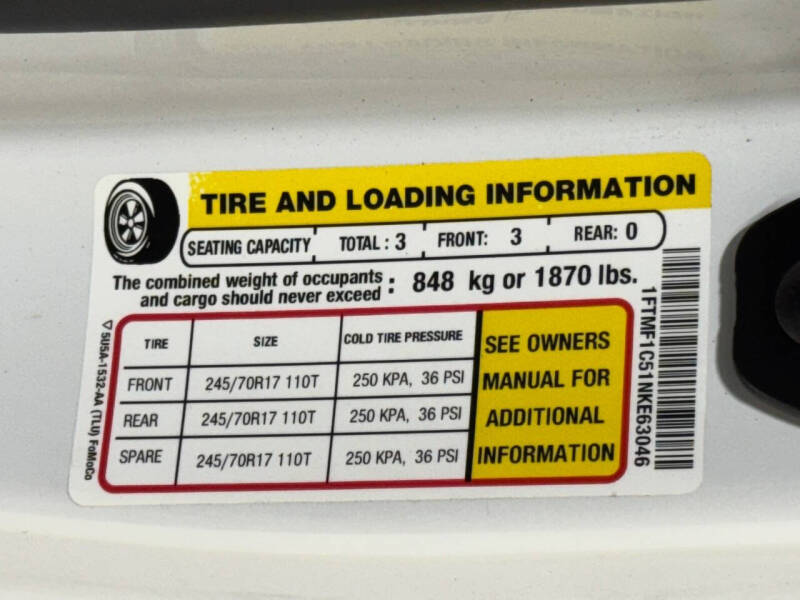 TIRE AND LOADING INFORMATION
SEATING CAPACITY TOTAL : 3 FRONT: 3 REAR: 0
The combined weight of occupants
and cargo should never exceed : 848 kg or 1870 lbs.
TIRE SIZE COLD TIRE PRESSURE
FRONT 245/70R17 110T 250 KPA, 36 PSI
REAR 245/70R17 110T 250 KPA, 36 PSI
SPARE 245/70R17 110T 250 KPA, 36 PSI
SEE OWNERS
MANUAL FOR
ADDITIONAL
INFORMATION
1FTMF1C51NKE63046
5U5A-1532-AA (TLU) FoMoCo